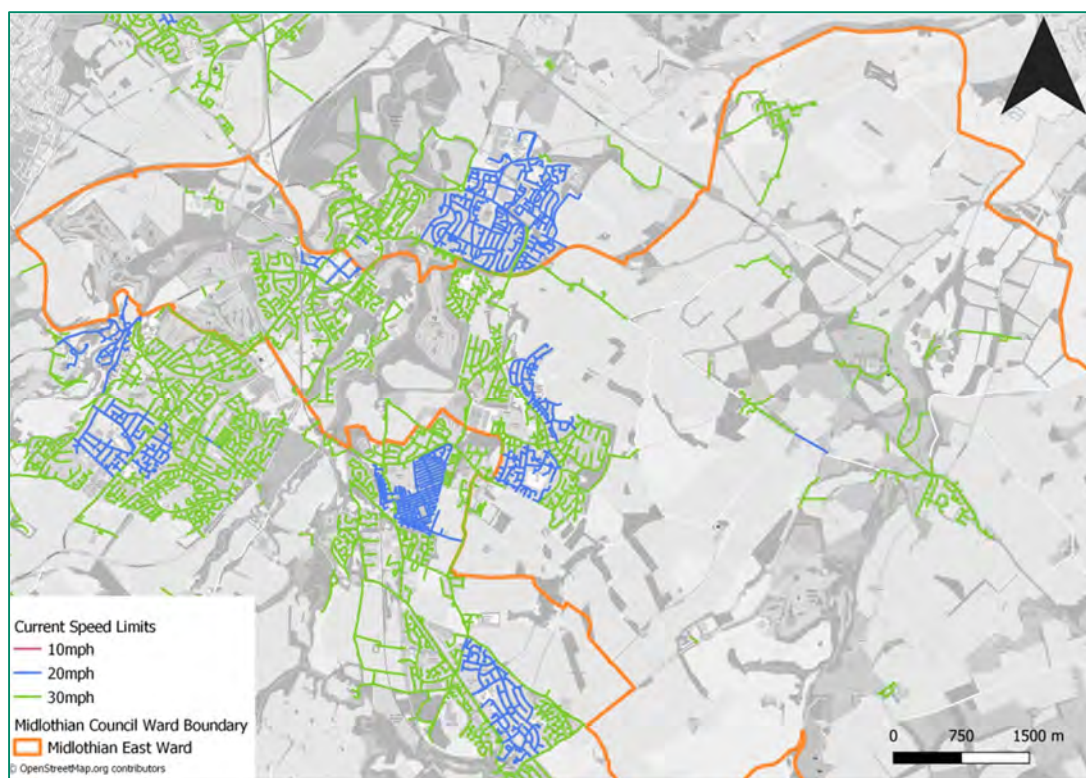 Current Speed Limits
10mph
20mph
30mph
Midlothian Council Ward Boundary
Midlothian East Ward
© OpenStreetMap.org contributors
0 750 1500 m